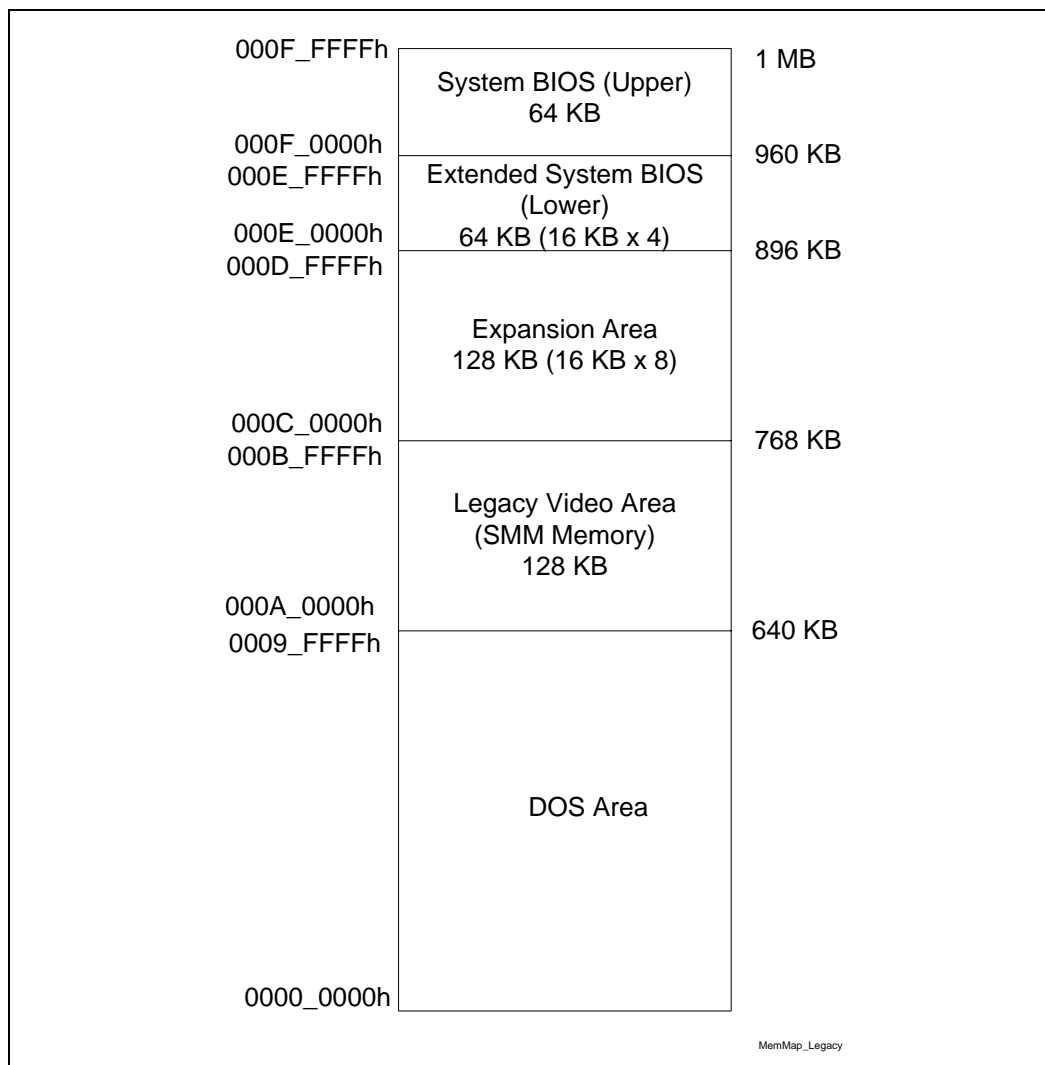 000F_FFFFh
1 MB
System BIOS (Upper)
64 KB
000F_0000h
960 KB
000E_FFFFh
Extended System BIOS
(Lower)
64 KB (16 KB x 4)
000E_0000h
896 KB
000D_FFFFh
Expansion Area
128 KB (16 KB x 8)
000C_0000h
768 KB
000B_FFFFh
Legacy Video Area
(SMM Memory)
128 KB
000A_0000h
640 KB
0009_FFFFh
DOS Area
0000_0000h
MemMap_Legacy